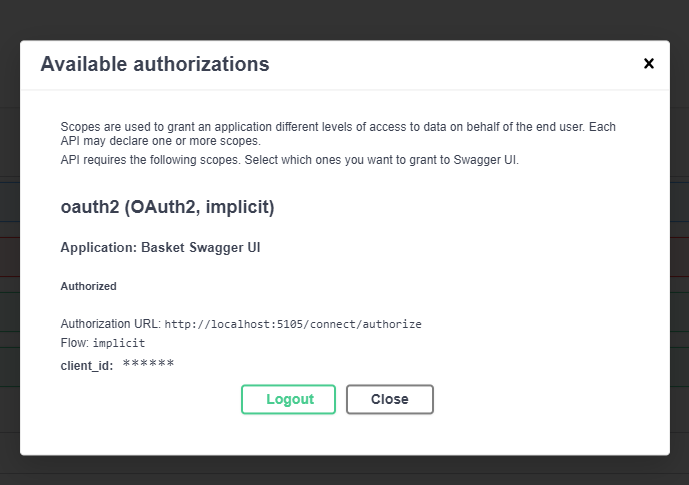 Available authorizations
Scopes are used to grant an application different levels of access to data on behalf of the end user. Each
API may declare one or more scopes.
API requires the following scopes. Select which ones you want to grant to Swagger UI.
oauth2 (OAuth2, implicit)
Application: Basket Swagger UI
Authorized
Authorization URL: http://localhost:5105/connect/authorize
Flow: implicit
client_id: ******
Logout Close